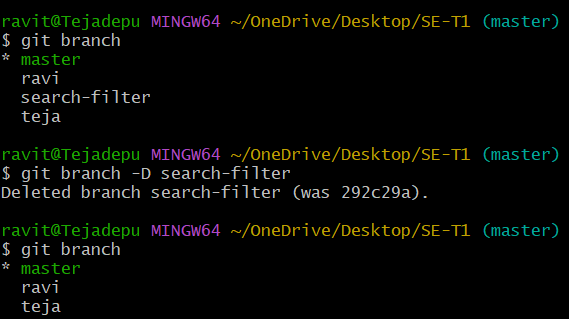 ravit@Tejadepu MINGW64 ~/OneDrive/Desktop/SE-T1 (master)
$ git branch
* master
  ravi
  search-filter
  teja
ravit@Tejadepu MINGW64 ~/OneDrive/Desktop/SE-T1 (master)
$ git branch -D search-filter
Deleted branch search-filter (was 292c29a).
ravit@Tejadepu MINGW64 ~/OneDrive/Desktop/SE-T1 (master)
$ git branch
* master
  ravi
  teja